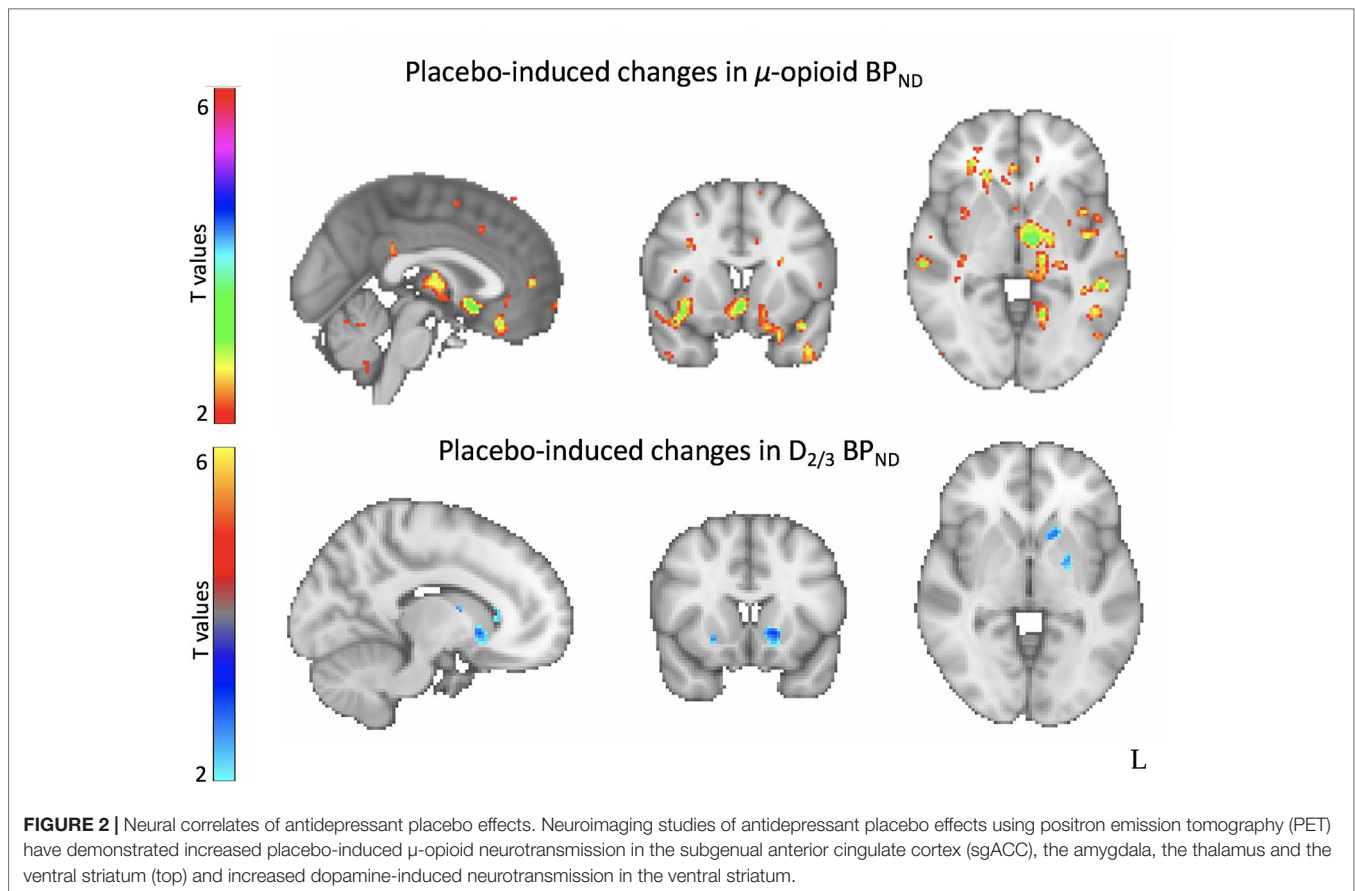 Placebo-induced changes in μ-opioid BPND
6
T values
2
Placebo-induced changes in D2/3 BPND
6
T values
2
L
FIGURE 2 | Neural correlates of antidepressant placebo effects. Neuroimaging studies of antidepressant placebo effects using positron emission tomography (PET)
have demonstrated increased placebo-induced μ-opioid neurotransmission in the subgenual anterior cingulate cortex (sgACC), the amygdala, the thalamus and the
ventral striatum (top) and increased dopamine-induced neurotransmission in the ventral striatum.